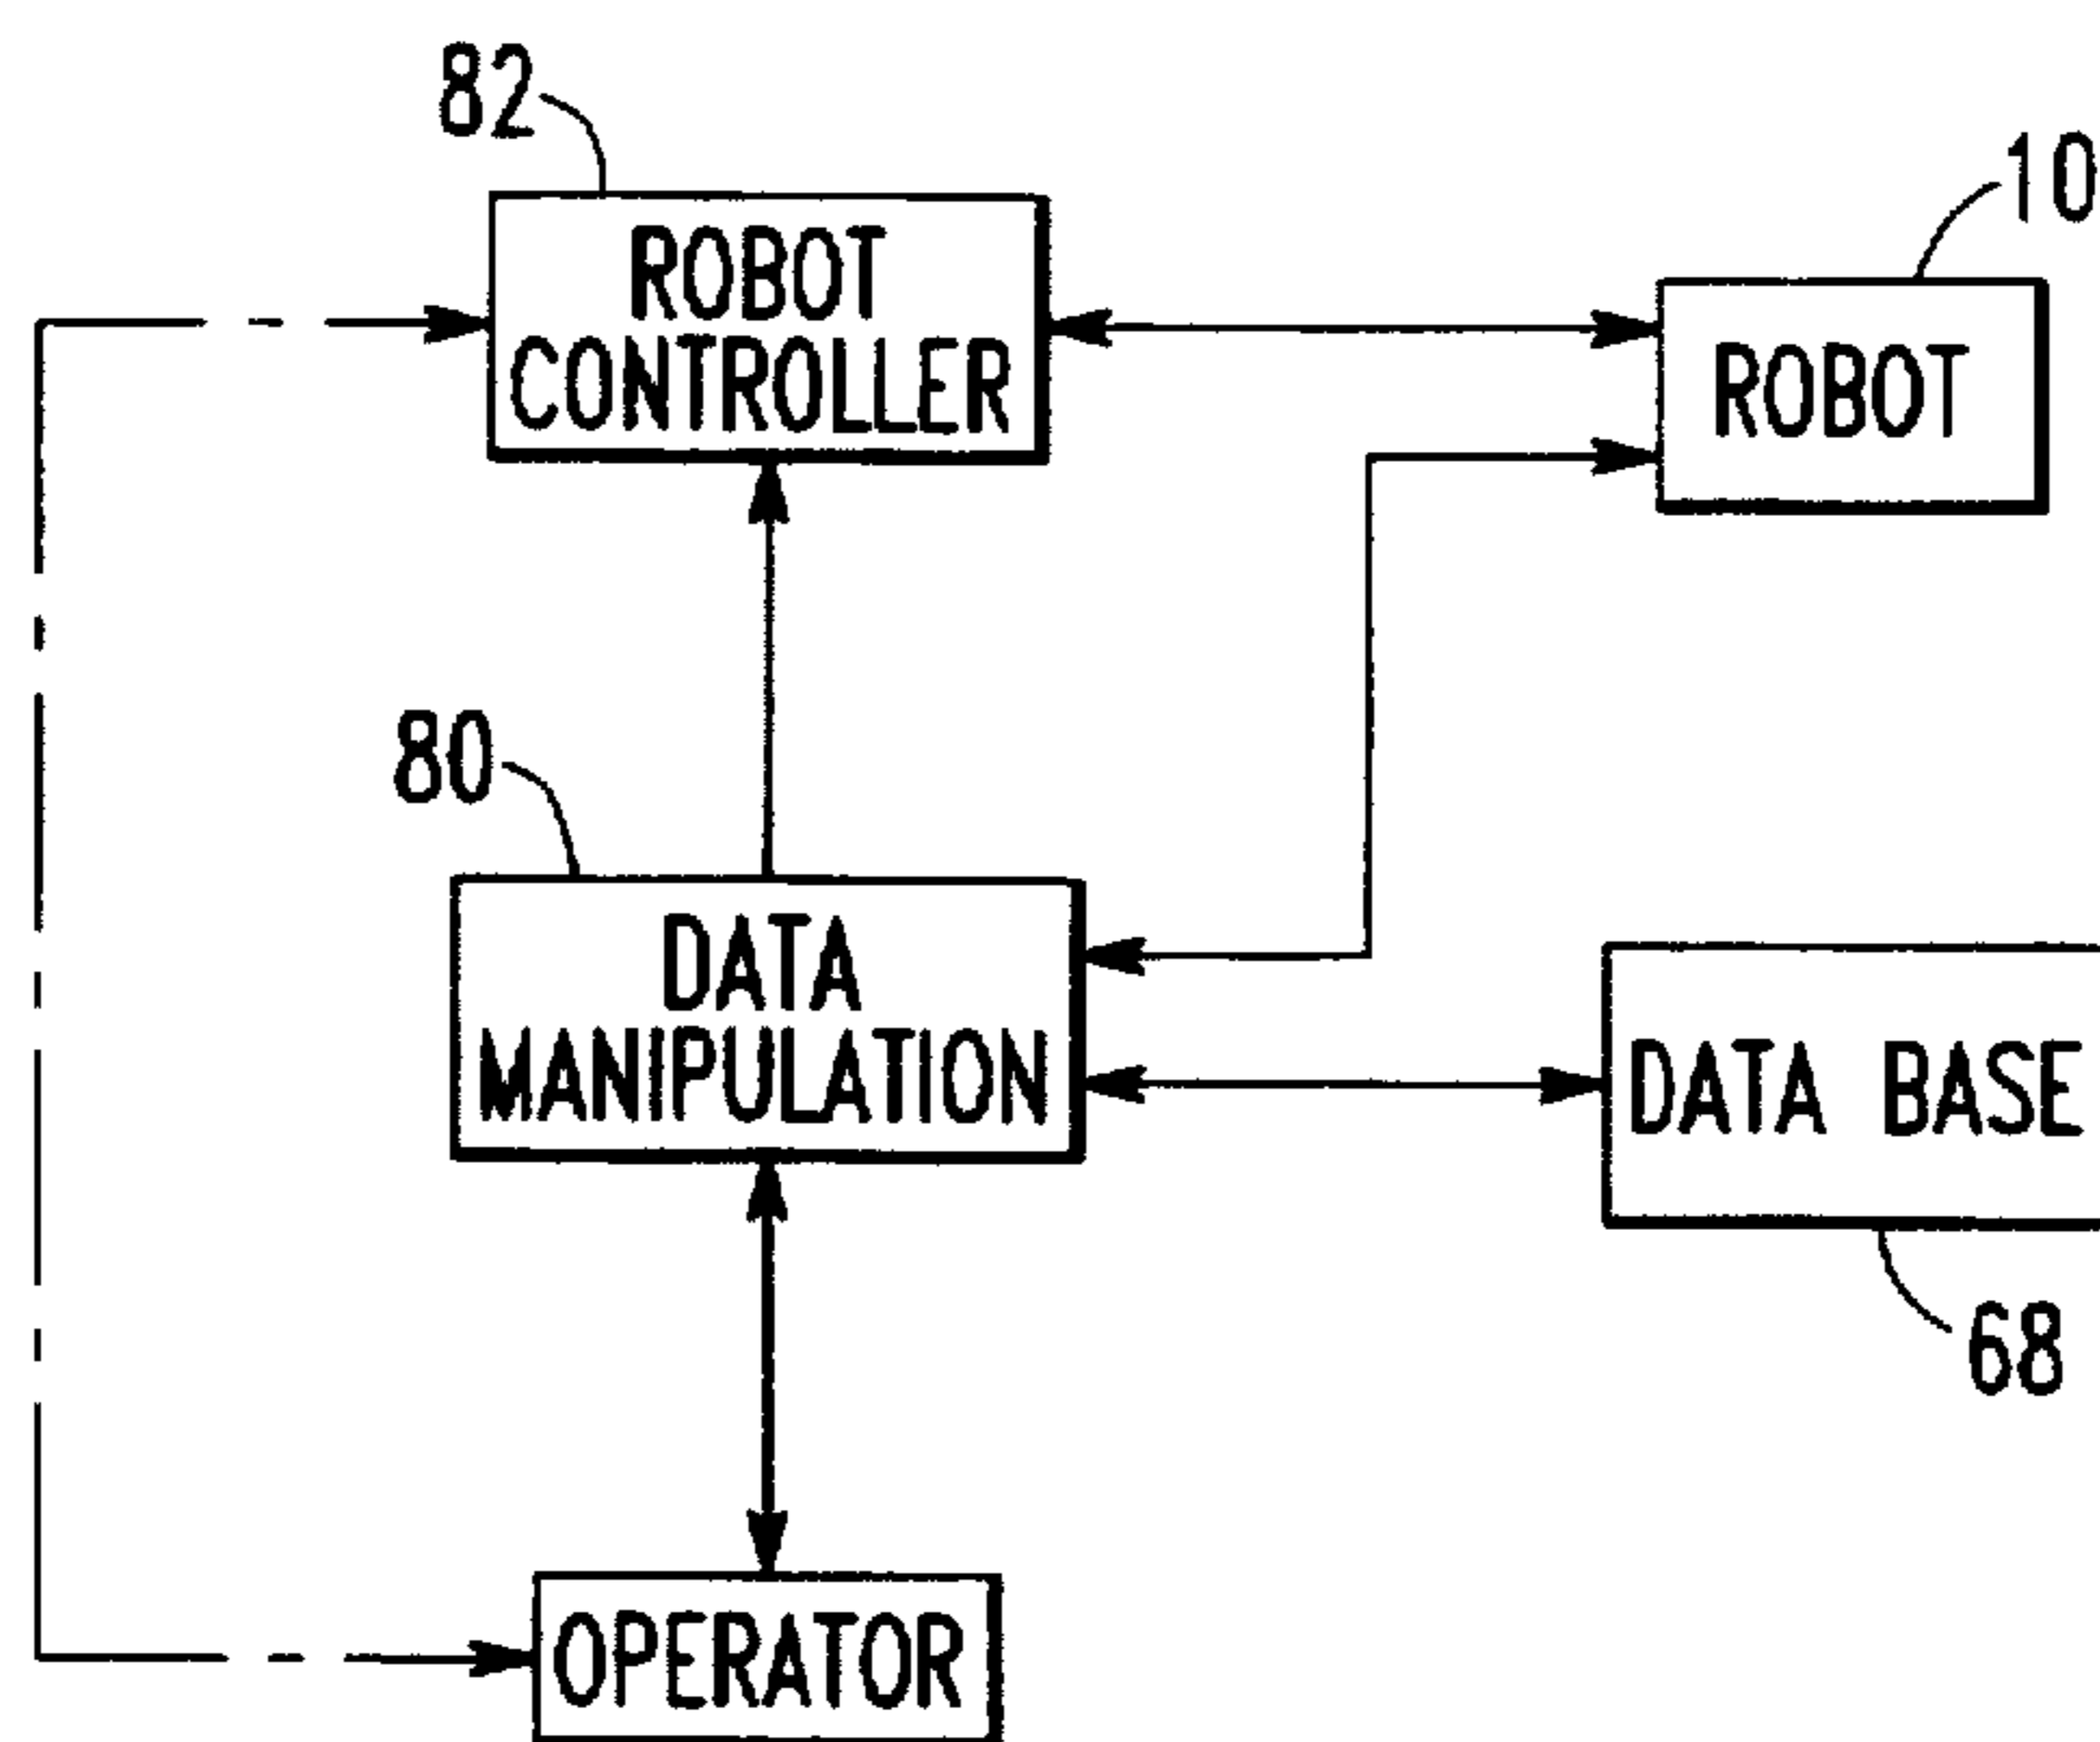 82
10
ROBOT
CONTROLLER
ROBOT
80
DATA
MANIPULATION
DATA BASE
68
OPERATOR